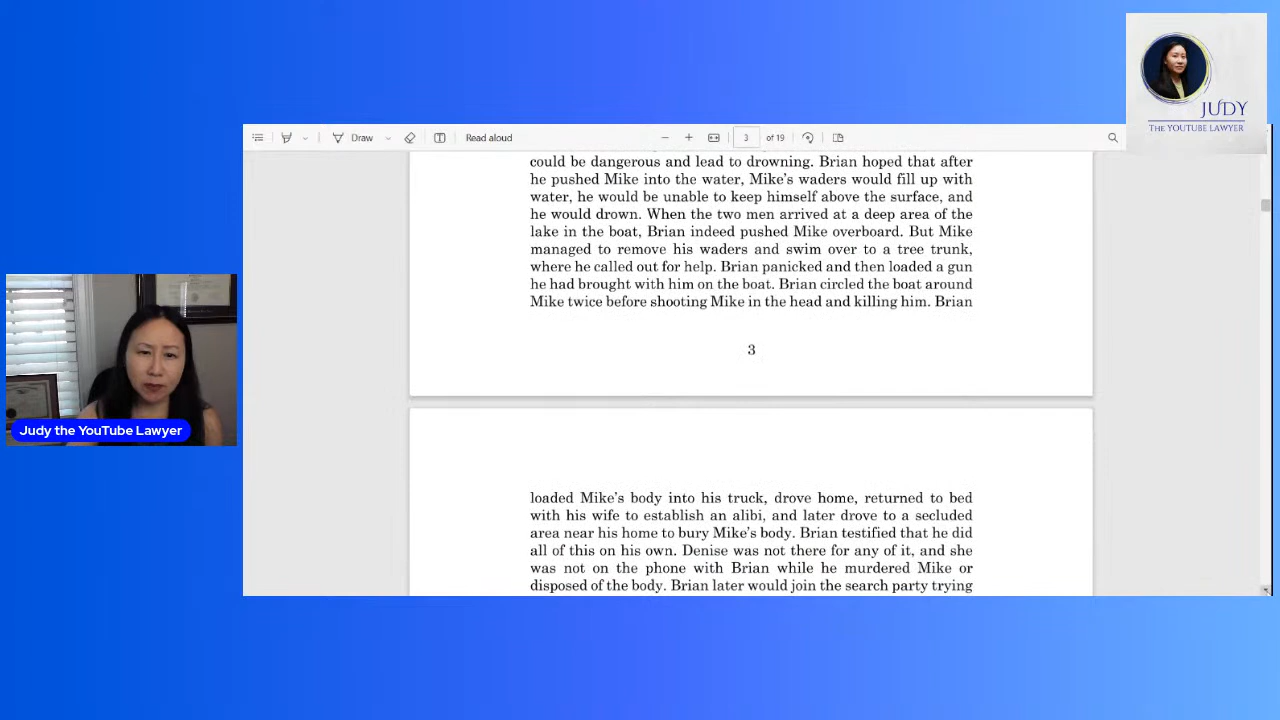 JUDY
THE YOUTUBE LAWYER
Draw
Read aloud
3
of 19
could be dangerous and lead to drowning. Brian hoped that after
he pushed Mike into the water, Mike's waders would fill up with
water, he would be unable to keep himself above the surface, and
he would drown. When the two men arrived at a deep area of the
lake in the boat, Brian indeed pushed Mike overboard. But Mike
managed to remove his waders and swim over to a tree trunk,
where he called out for help. Brian panicked and then loaded a gun
he had brought with him on the boat. Brian circled the boat around
Mike twice before shooting Mike in the head and killing him. Brian
3
loaded Mike's body into his truck, drove home, returned to bed
with his wife to establish an alibi, and later drove to a secluded
area near his home to bury Mike's body. Brian testified that he did
all of this on his own. Denise was not there for any of it, and she
was not on the phone with Brian while he murdered Mike or
disposed of the body. Brian later would join the search party trying
Judy the YouTube Lawyer